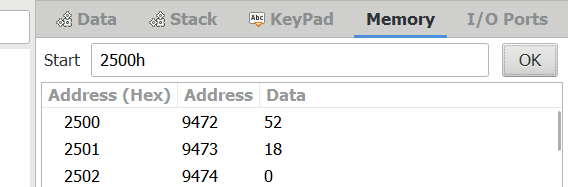 Data Stack Abc KeyPad Memory I/O Ports
Start 2500h OK
Address (Hex) Address Data
2500 9472 52
2501 9473 18
2502 9474 0